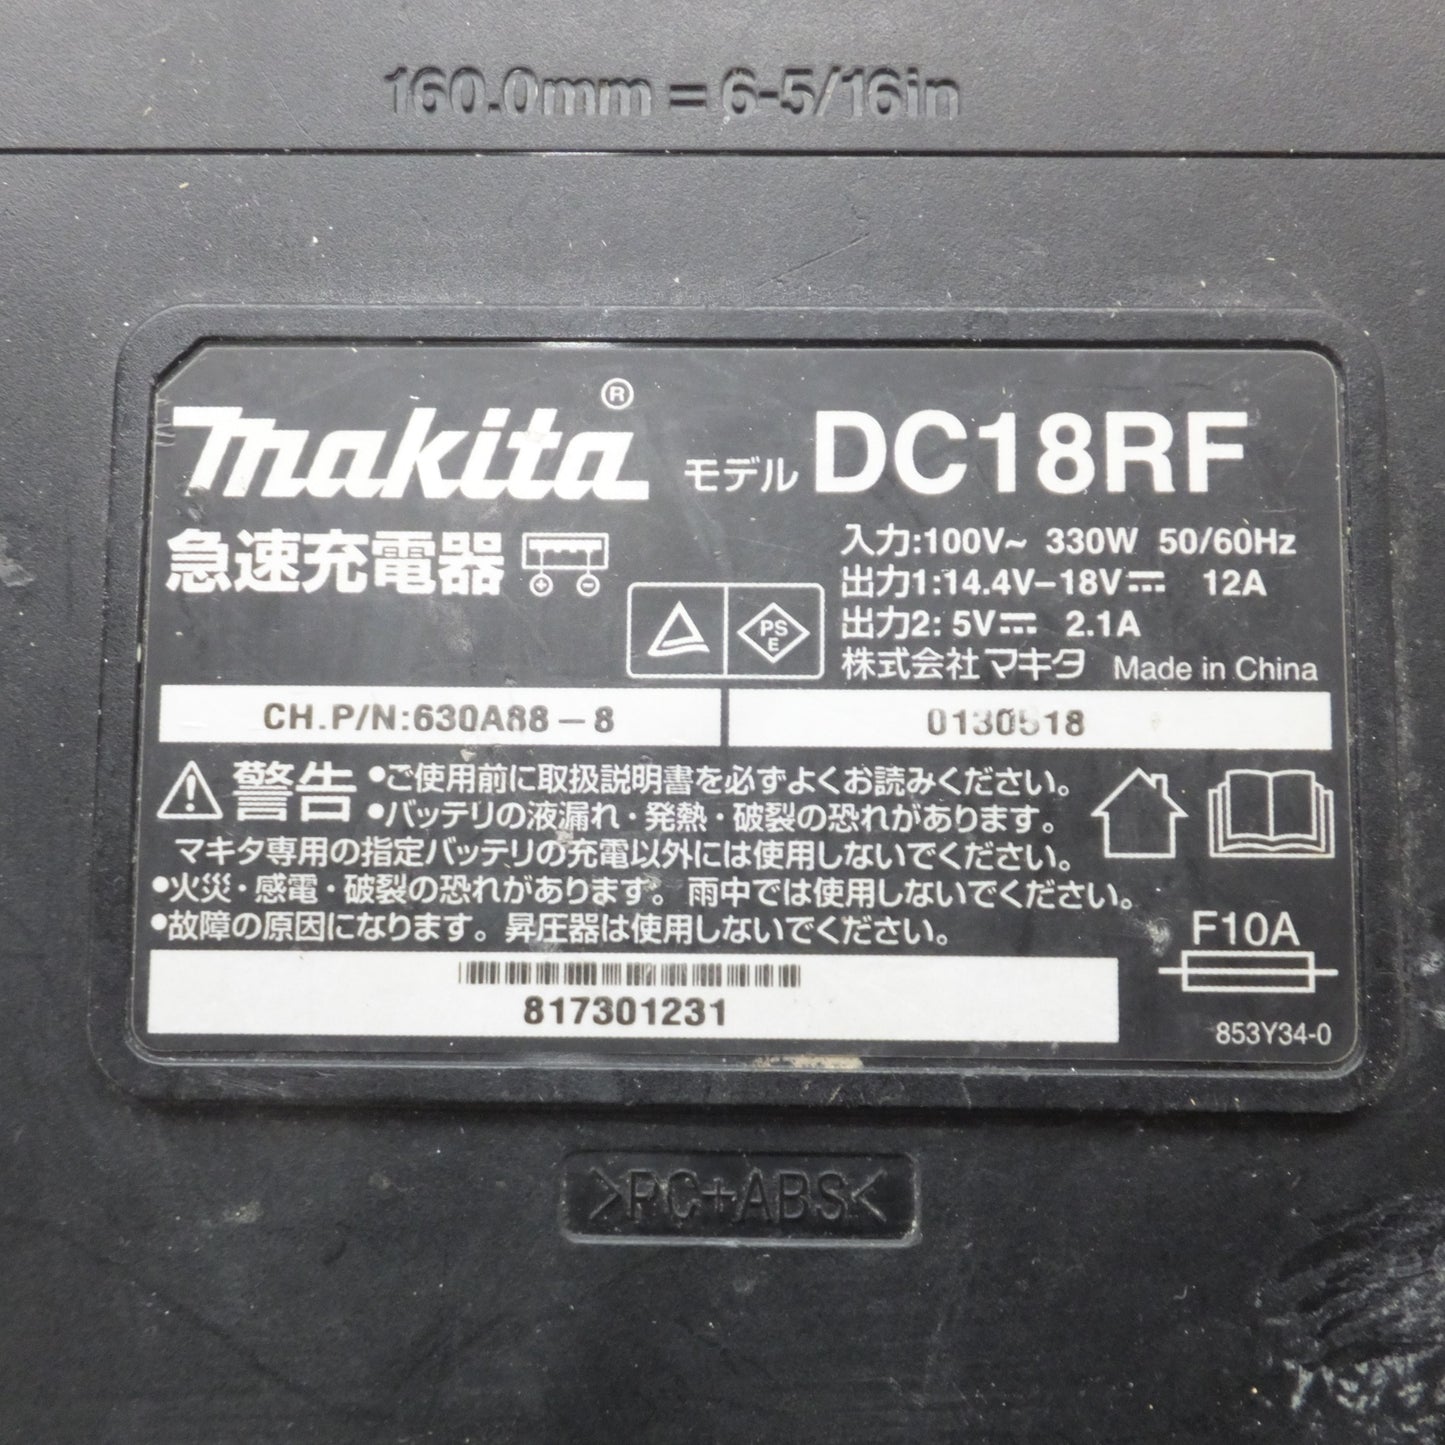 160.0mm = 6-5/16in
makita® モデル DC18RF
急速充電器
入力:100V~ 330W 50/60Hz
出力1:14.4V-18V⎓ 12A
出力2: 5V⎓ 2.1A
PS E
株式会社マキタ Made in China
CH.P/N:630A88-8
⚠警告 •ご使用前に取扱説明書を必ずよくお読みください。
•バッテリの液漏れ・発熱・破裂の恐れがあります。
マキタ専用の指定バッテリの充電以外には使用しないでください。
•火災・感電・破裂の恐れがあります。雨中では使用しないでください。
•故障の原因になります。昇圧器は使用しないでください。
F10A
817301231
853Y34-0
>PC+ABS<